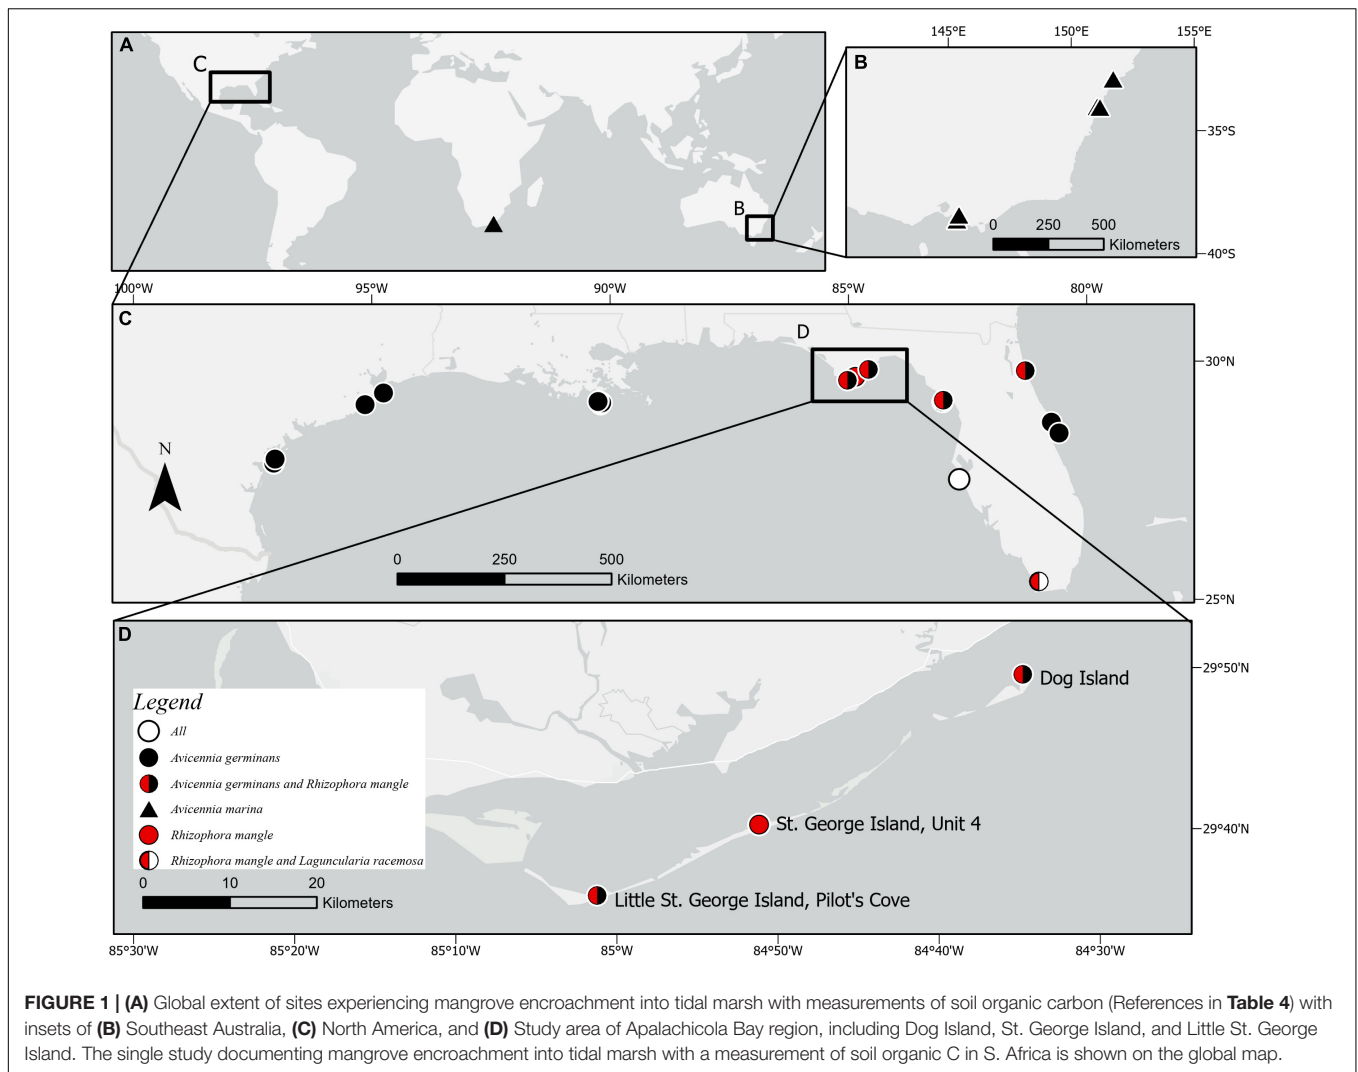 A
C
B
145°E 150°E 155°E
B
35°S
40°S
0 250 500
Kilometers
100°W 95°W 90°W 85°W 80°W
C
D
30°N
25°N
N
0 250 500
Kilometers
D
Dog Island
St. George Island, Unit 4
Little St. George Island, Pilot's Cove
29°50'N
29°40'N
Legend
All
Avicennia germinans
Avicennia germinans and Rhizophora mangle
Avicennia marina
Rhizophora mangle
Rhizophora mangle and Laguncularia racemosa
0 10 20
Kilometers
85°30'W 85°20'W 85°10'W 85°W 84°50'W 84°40'W 84°30'W
FIGURE 1 | (A) Global extent of sites experiencing mangrove encroachment into tidal marsh with measurements of soil organic carbon (References in Table 4) with
insets of (B) Southeast Australia, (C) North America, and (D) Study area of Apalachicola Bay region, including Dog Island, St. George Island, and Little St. George
Island. The single study documenting mangrove encroachment into tidal marsh with a measurement of soil organic C in S. Africa is shown on the global map.